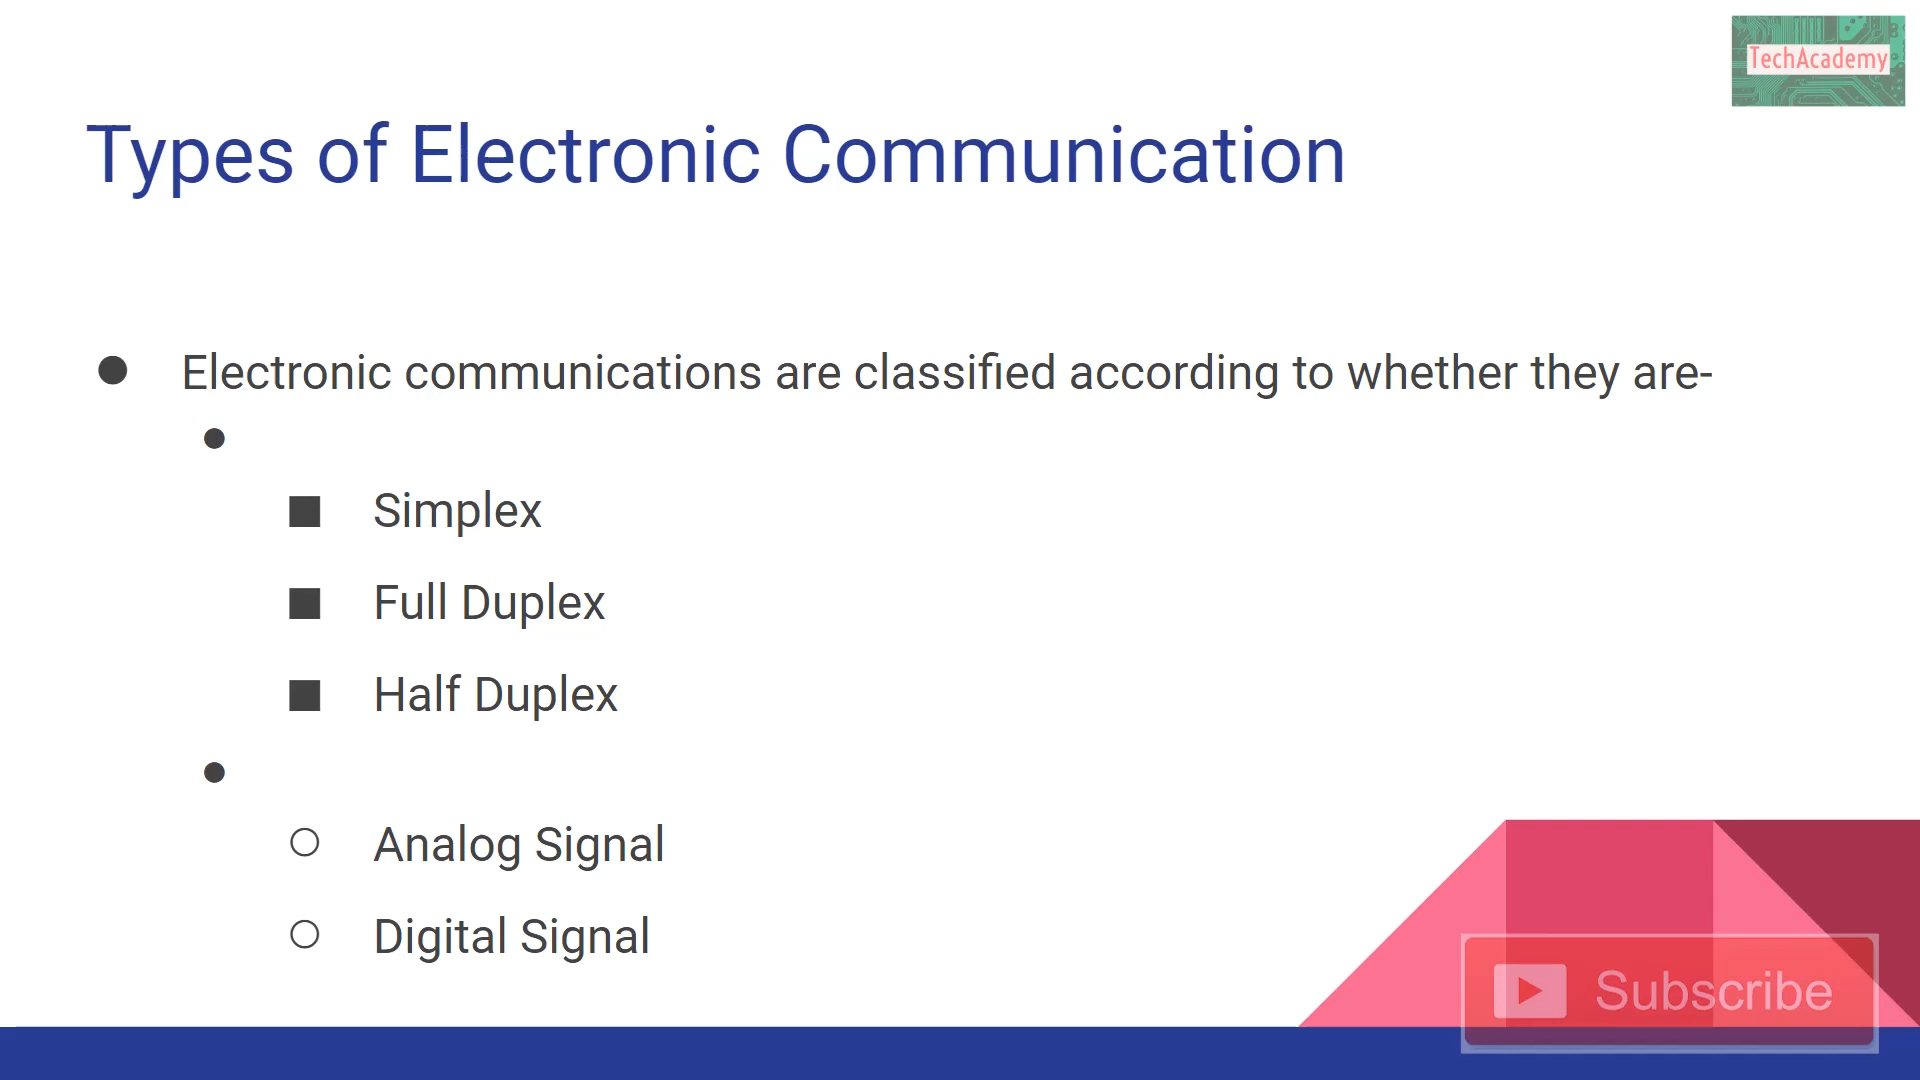 TechAcademy
Types of Electronic Communication
● Electronic communications are classified according to whether they are-
●
■ Simplex
■ Full Duplex
■ Half Duplex
●
○ Analog Signal
○ Digital Signal
Subscribe